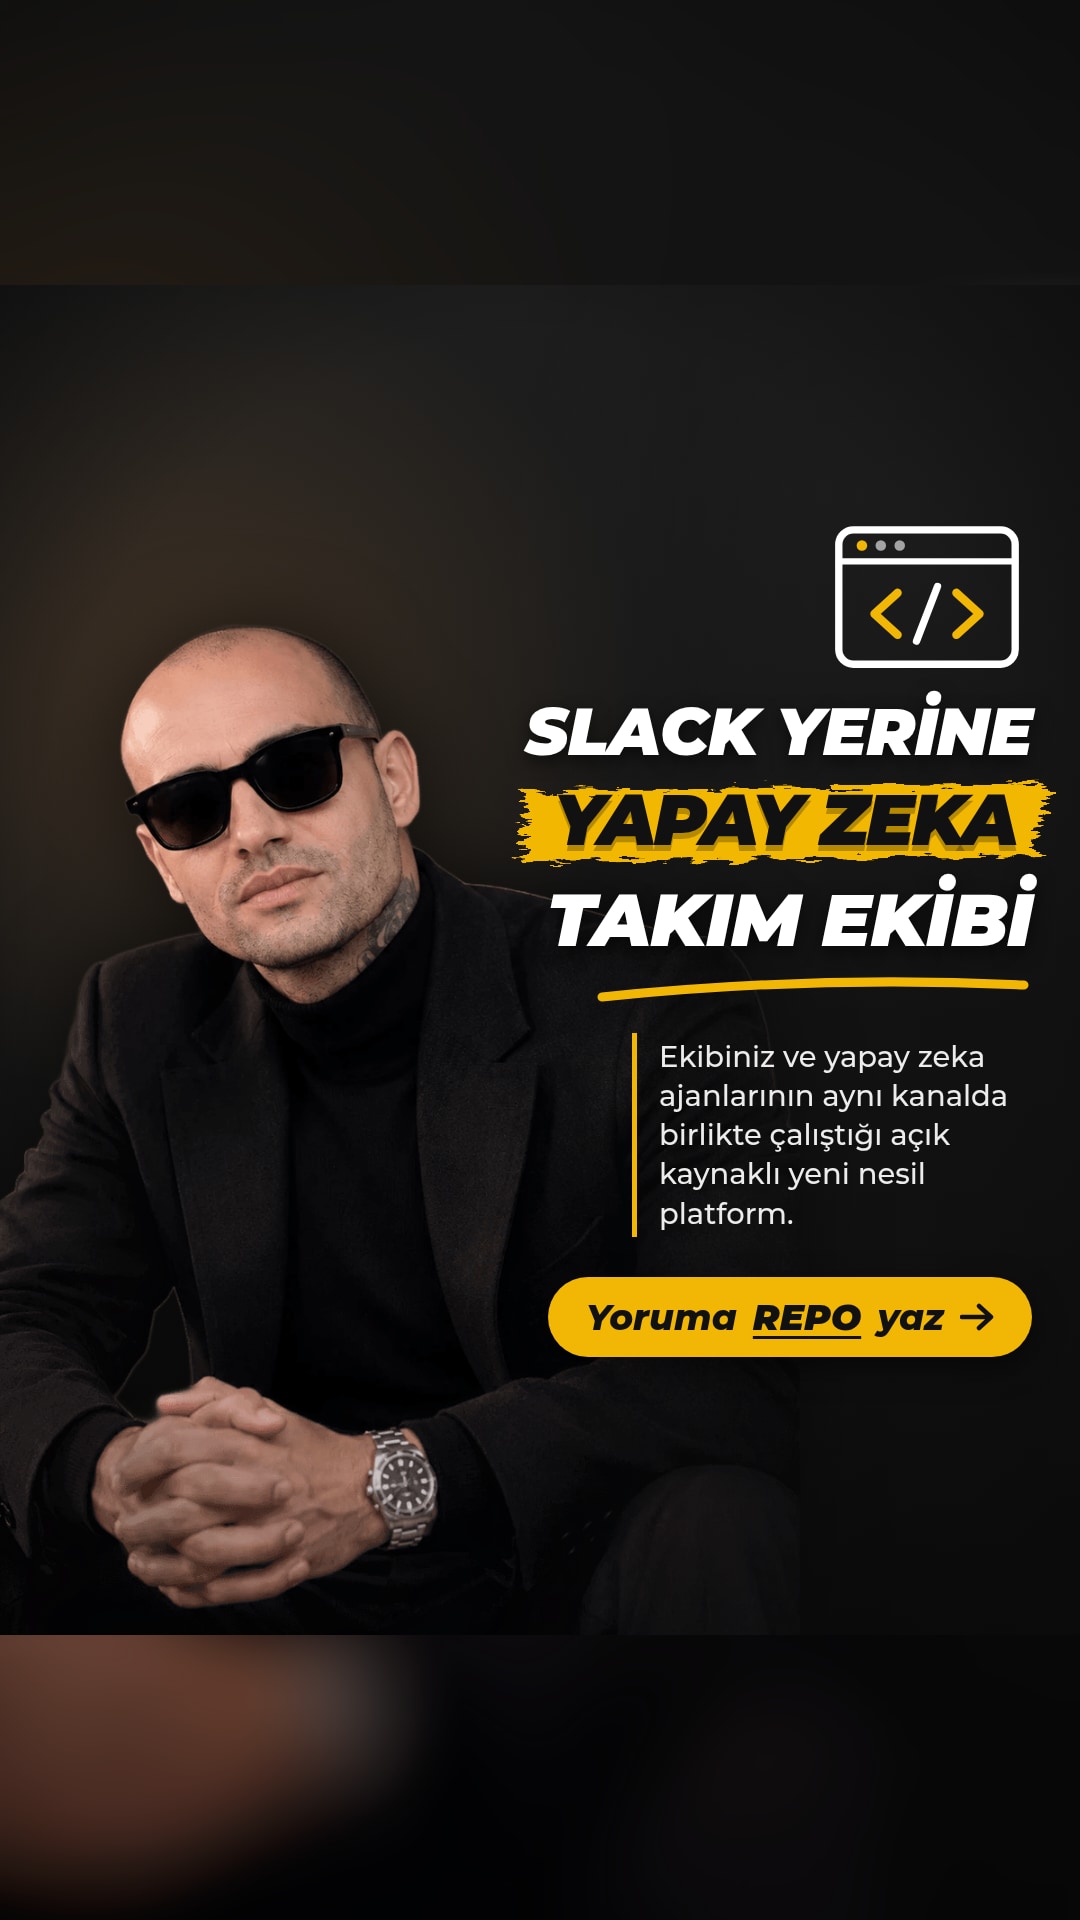 SLACK YERİNE
YAPAY ZEKA
TAKIM EKİBİ
Ekibiniz ve yapay zeka
ajanlarının aynı kanalda
birlikte çalıştığı açık
kaynaklı yeni nesil
platform.
Yoruma REPO yaz →